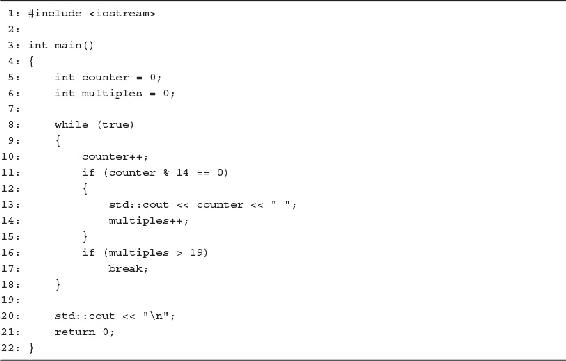 1: #include <iostream>
2:
3: int main()
4: {
5:     int counter = 0;
6:     int multiples = 0;
7:
8:     while (true)
9:     {
10:         counter++;
11:         if (counter % 14 == 0)
12:         {
13:             std::cout << counter << " ";
14:             multiples++;
15:         }
16:         if (multiples > 19)
17:             break;
18:     }
19:
20:     std::cout << "\n";
21:     return 0;
22: }